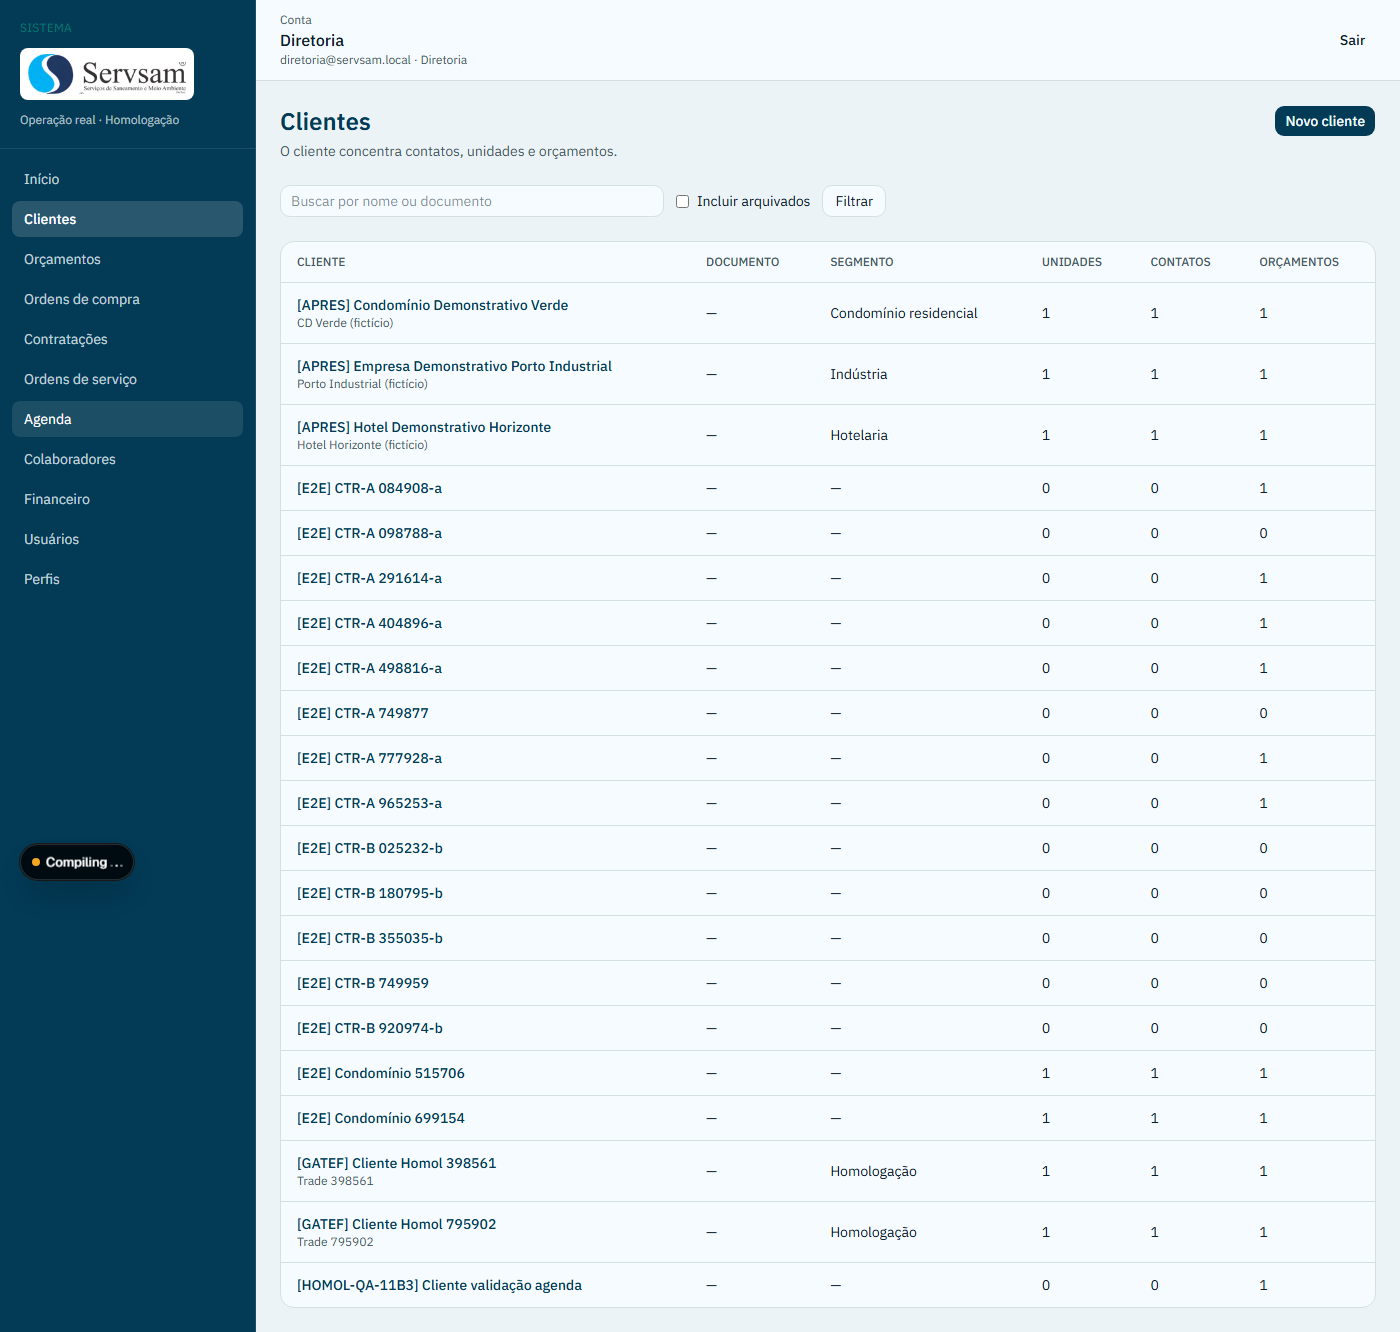 SISTEMA
Servsam
Serviços de Saneamento e Meio Ambiente
Operação real · Homologação
Início
Clientes
Orçamentos
Ordens de compra
Contratações
Ordens de serviço
Agenda
Colaboradores
Financeiro
Usuários
Perfis
Compiling ...
Conta
Diretoria
diretoria@servsam.local · Diretoria
Sair
Clientes
Novo cliente
O cliente concentra contatos, unidades e orçamentos.
Buscar por nome ou documento
Incluir arquivados
Filtrar
CLIENTE DOCUMENTO SEGMENTO UNIDADES CONTATOS ORÇAMENTOS
[APRES] Condomínio Demonstrativo Verde
CD Verde (fictício)
— Condomínio residencial 1 1 1
[APRES] Empresa Demonstrativo Porto Industrial
Porto Industrial (fictício)
— Indústria 1 1 1
[APRES] Hotel Demonstrativo Horizonte
Hotel Horizonte (fictício)
— Hotelaria 1 1 1
[E2E] CTR-A 084908-a — — 0 0 1
[E2E] CTR-A 098788-a — — 0 0 0
[E2E] CTR-A 291614-a — — 0 0 1
[E2E] CTR-A 404896-a — — 0 0 1
[E2E] CTR-A 498816-a — — 0 0 1
[E2E] CTR-A 749877 — — 0 0 0
[E2E] CTR-A 777928-a — — 0 0 1
[E2E] CTR-A 965253-a — — 0 0 1
[E2E] CTR-B 025232-b — — 0 0 0
[E2E] CTR-B 180795-b — — 0 0 0
[E2E] CTR-B 355035-b — — 0 0 0
[E2E] CTR-B 749959 — — 0 0 0
[E2E] CTR-B 920974-b — — 0 0 0
[E2E] Condomínio 515706 — — 1 1 1
[E2E] Condomínio 699154 — — 1 1 1
[GATEF] Cliente Homol 398561
Trade 398561
— Homologação 1 1 1
[GATEF] Cliente Homol 795902
Trade 795902
— Homologação 1 1 1
[HOMOL-QA-11B3] Cliente validação agenda — — 0 0 1